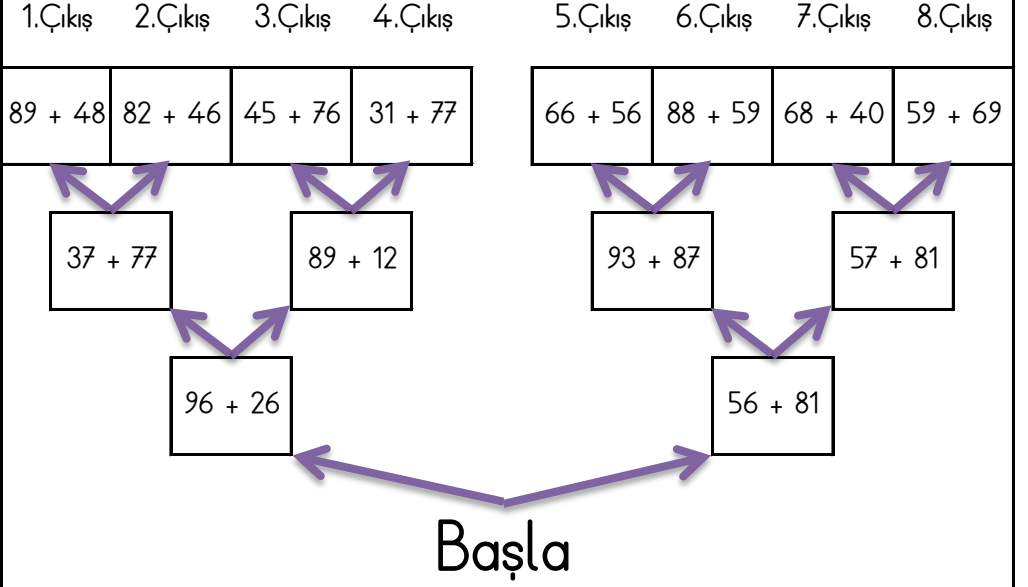 1.Çıkış 2.Çıkış 3.Çıkış 4.Çıkış 5.Çıkış 6.Çıkış 7.Çıkış 8.Çıkış
89 + 48 82 + 46 45 + 76 31 + 77 66 + 56 88 + 59 68 + 40 59 + 69
37 + 77 89 + 12 93 + 87 57 + 81
96 + 26 56 + 81
Başla